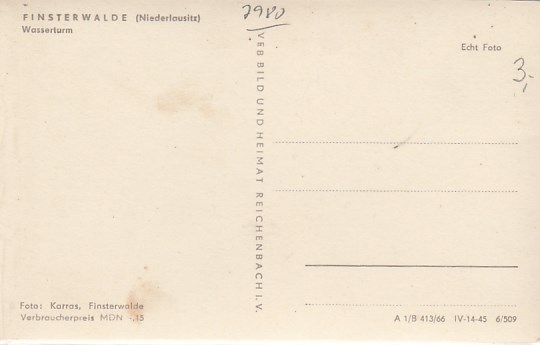 FINSTERWALDE (Niederlausitz)
Wasserturm
2980
Echt Foto
3,-
VEB BILD UND HEIMAT REICHENBACH I. V.
Foto: Karras, Finsterwalde
Verbraucherpreis MDN -,15
A 1/B 413/66 IV-14-45 6/509